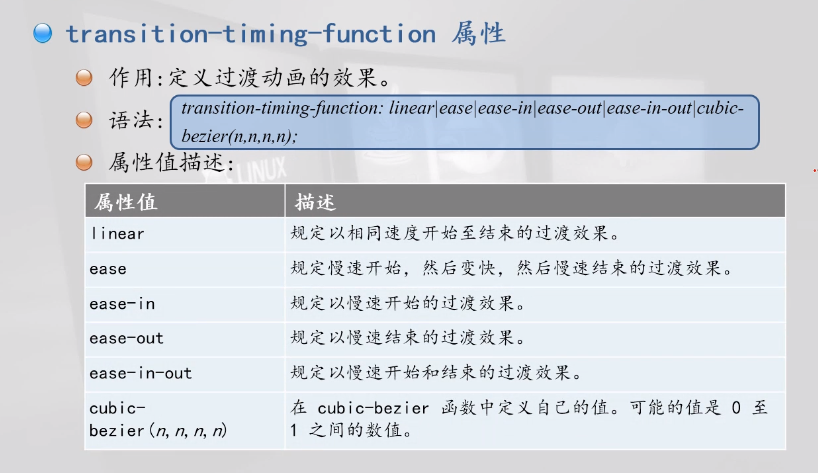 transition-timing-function 属性
作用:定义过渡动画的效果。
语法:
transition-timing-function: linear|ease|ease-in|ease-out|ease-in-out|cubic-
bezier(n,n,n,n);
属性值描述:
LINUX
属性值 描述
linear 规定以相同速度开始至结束的过渡效果。
ease 规定慢速开始，然后变快，然后慢速结束的过渡效果。
ease-in 规定以慢速开始的过渡效果。
ease-out 规定以慢速结束的过渡效果。
ease-in-out 规定以慢速开始和结束的过渡效果。
cubic- 在 cubic-bezier 函数中定义自己的值。可能的值是 0 至
bezier(n,n,n,n) 1 之间的数值。